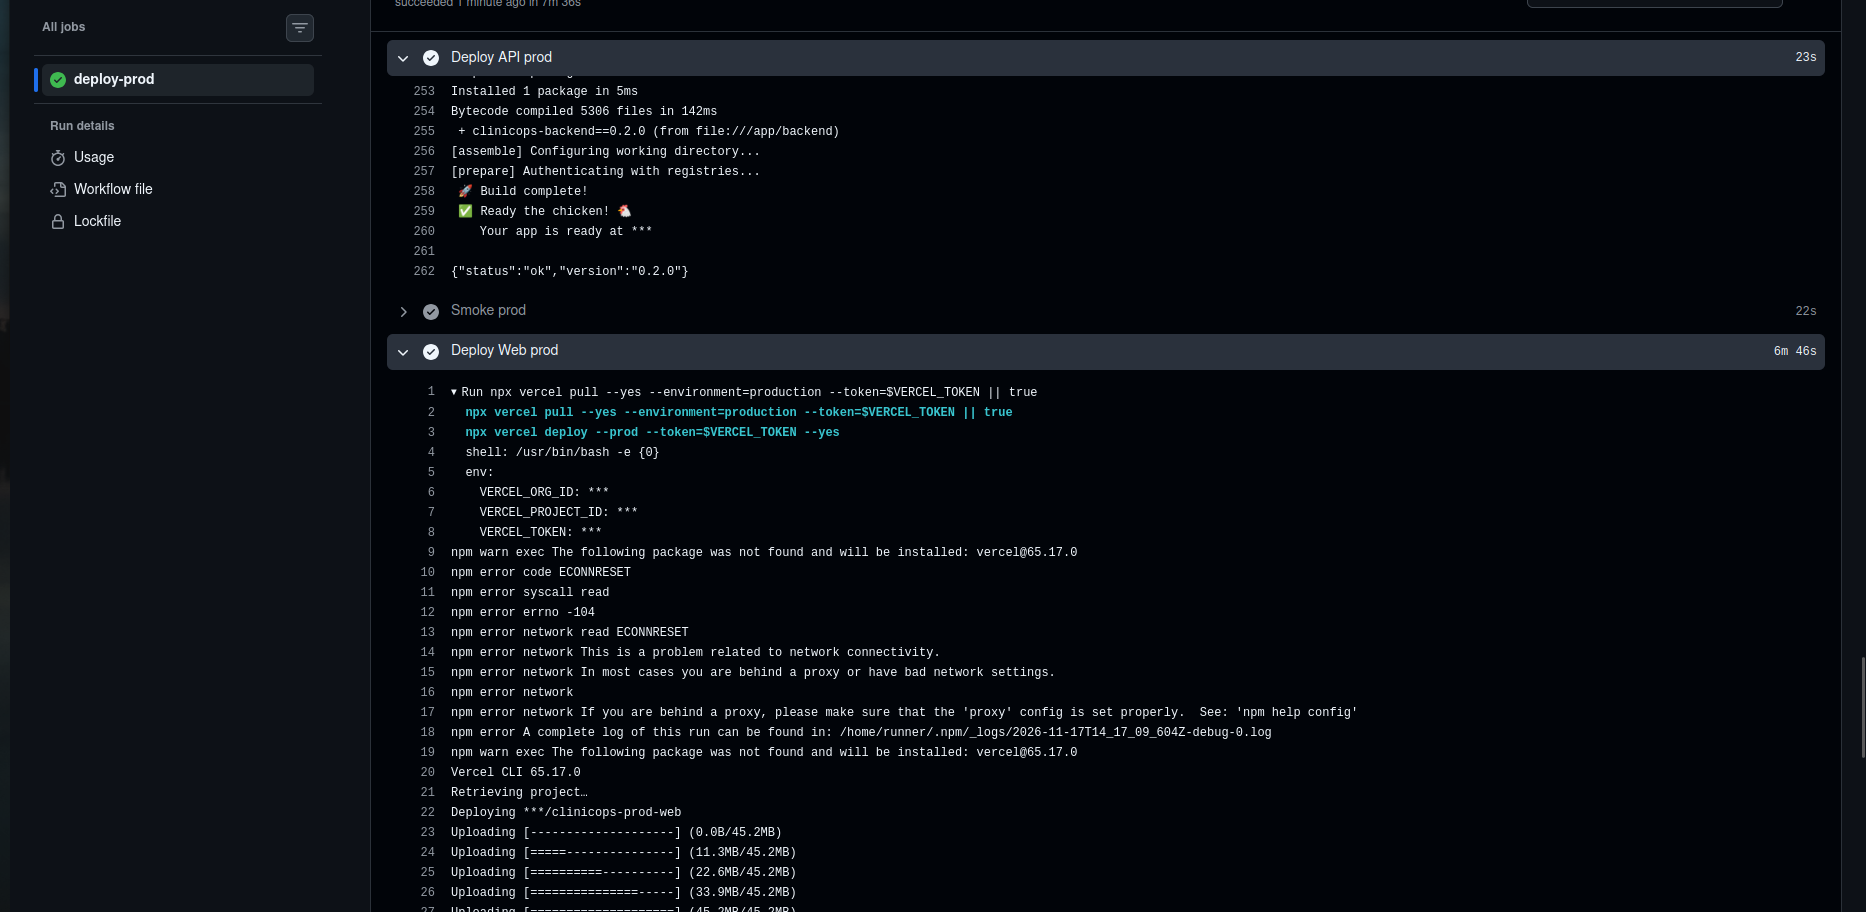 All jobs
deploy-prod
Run details
Usage
Workflow file
Lockfile
succeeded 1 minute ago in 7m 36s
Deploy API prod 23s
253 Installed 1 package in 5ms
254 Bytecode compiled 5306 files in 142ms
255 + clinicops-backend==0.2.0 (from file:///app/backend)
256 [assemble] Configuring working directory...
257 [prepare] Authenticating with registries...
258 🚀 Build complete!
259 ✅ Ready the chicken! 🐔
260 Your app is ready at ***
261
262 {"status":"ok","version":"0.2.0"}
Smoke prod 22s
Deploy Web prod 6m 46s
1 ▼ Run npx vercel pull --yes --environment=production --token=$VERCEL_TOKEN || true
2 npx vercel pull --yes --environment=production --token=$VERCEL_TOKEN || true
3 npx vercel deploy --prod --token=$VERCEL_TOKEN --yes
4 shell: /usr/bin/bash -e {0}
5 env:
6 VERCEL_ORG_ID: ***
7 VERCEL_PROJECT_ID: ***
8 VERCEL_TOKEN: ***
9 npm warn exec The following package was not found and will be installed: vercel@65.17.0
10 npm error code ECONNRESET
11 npm error syscall read
12 npm error errno -104
13 npm error network read ECONNRESET
14 npm error network This is a problem related to network connectivity.
15 npm error network In most cases you are behind a proxy or have bad network settings.
16 npm error network
17 npm error network If you are behind a proxy, please make sure that the 'proxy' config is set properly.  See: 'npm help config'
18 npm error A complete log of this run can be found in: /home/runner/.npm/_logs/2026-11-17T14_17_09_604Z-debug-0.log
19 npm warn exec The following package was not found and will be installed: vercel@65.17.0
20 Vercel CLI 65.17.0
21 Retrieving project…
22 Deploying ***/clinicops-prod-web
23 Uploading [--------------------] (0.0B/45.2MB)
24 Uploading [=====---------------] (11.3MB/45.2MB)
25 Uploading [==========----------] (22.6MB/45.2MB)
26 Uploading [===============-----] (33.9MB/45.2MB)
27 Uploading [====================] (45.2MB/45.2MB)